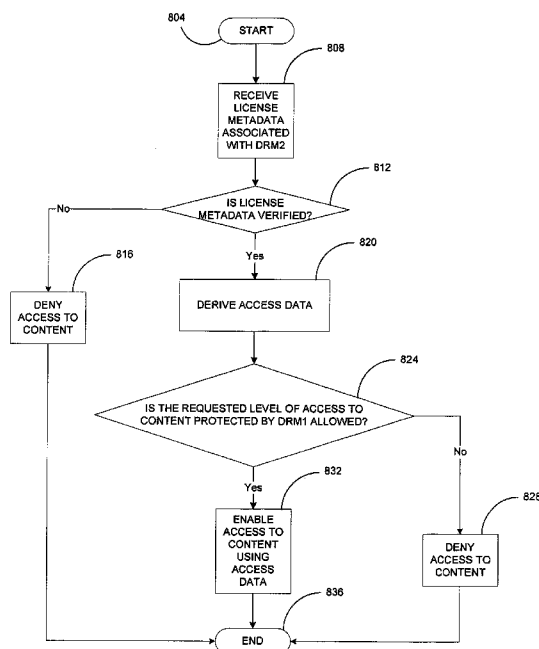 804
START
808
RECEIVE
LICENSE
METADATA
ASSOCIATED
WITH DRM2
812
IS LICENSE
METADATA VERIFIED?
No
Yes
816
820
DENY
ACCESS TO
CONTENT
DERIVE ACCESS DATA
824
IS THE REQUESTED LEVEL OF ACCESS TO
CONTENT PROTECTED BY DRM1 ALLOWED?
No
Yes
832
828
ENABLE
ACCESS TO
CONTENT
USING
ACCESS
DATA
DENY
ACCESS TO
CONTENT
836
END